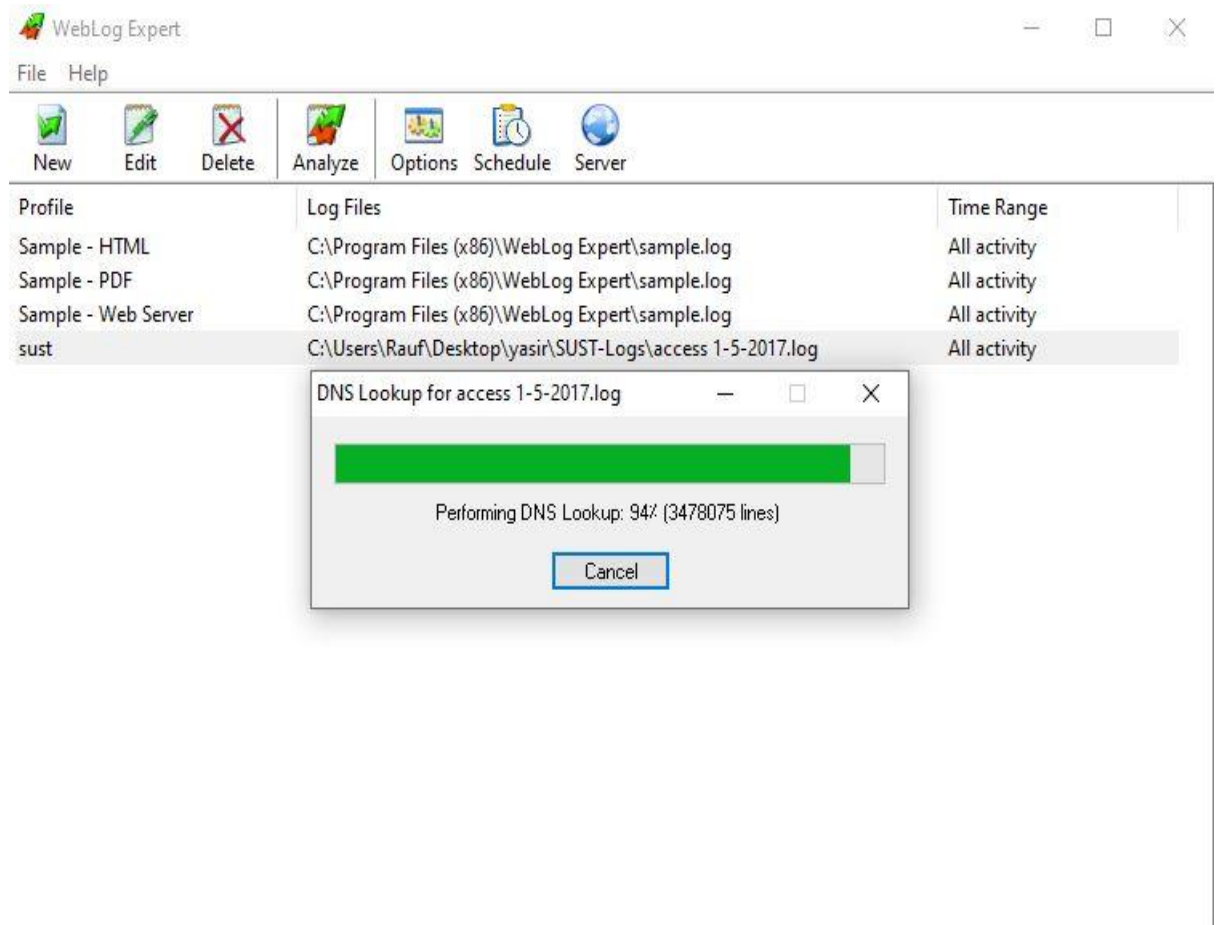 WebLog Expert
File Help
New Edit Delete Analyze Options Schedule Server
Profile Log Files Time Range
Sample - HTML C:\Program Files (x86)\WebLog Expert\sample.log All activity
Sample - PDF C:\Program Files (x86)\WebLog Expert\sample.log All activity
Sample - Web Server C:\Program Files (x86)\WebLog Expert\sample.log All activity
sust C:\Users\Rauf\Desktop\yasir\SUST-Logs\access 1-5-2017.log All activity
DNS Lookup for access 1-5-2017.log
Performing DNS Lookup: 94% (3478075 lines)
Cancel